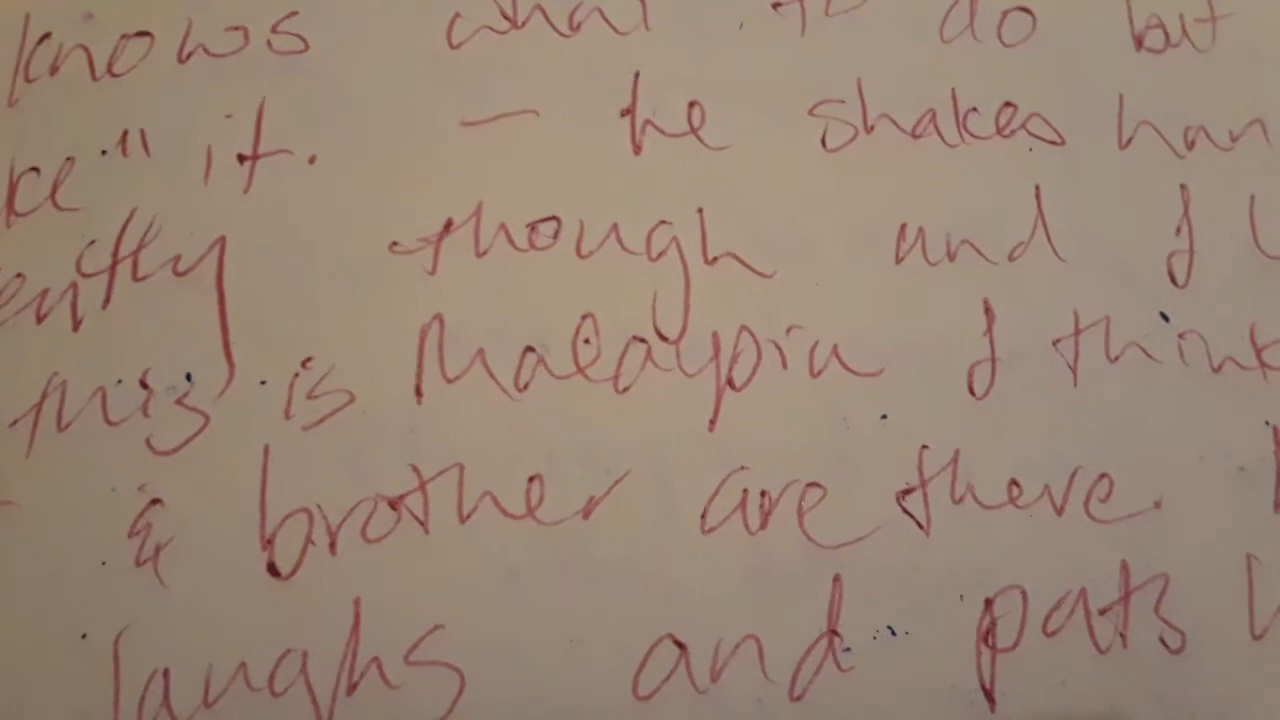 knows what to do but
ke" it. — he shakes han
ently though and I
this is Malaysia I think
& brother are there.
laughs and pats